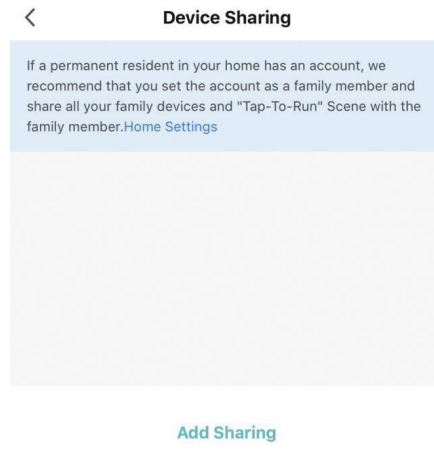 Device Sharing
If a permanent resident in your home has an account, we
recommend that you set the account as a family member and
share all your family devices and "Tap-To-Run" Scene with the
family member.Home Settings
Add Sharing